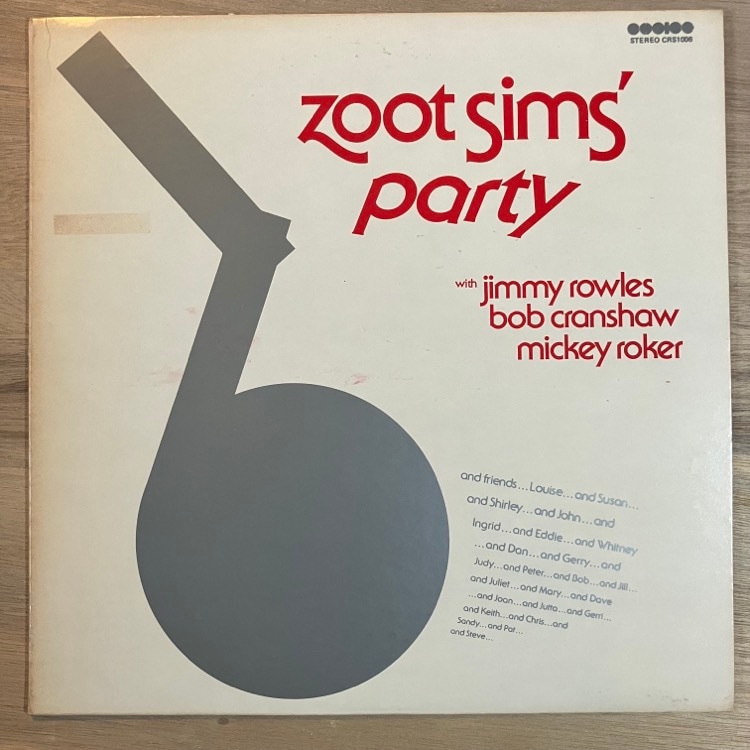 STEREO CRS1006
zoot sims'
party
with jimmy rowles
bob cranshaw
mickey roker
and friends...Louise...and Susan...
and Shirley...and John...and
Ingrid...and Eddie...and Whitney
...and Dan...and Gerry...and
Judy...and Peter...and Bob...and Jill...
and Juliet...and Mary...and Dave
...and Joan...and Jutta...and Gerri...
and Keith...and Chris...and
Sandy...and Pat...
and Steve...